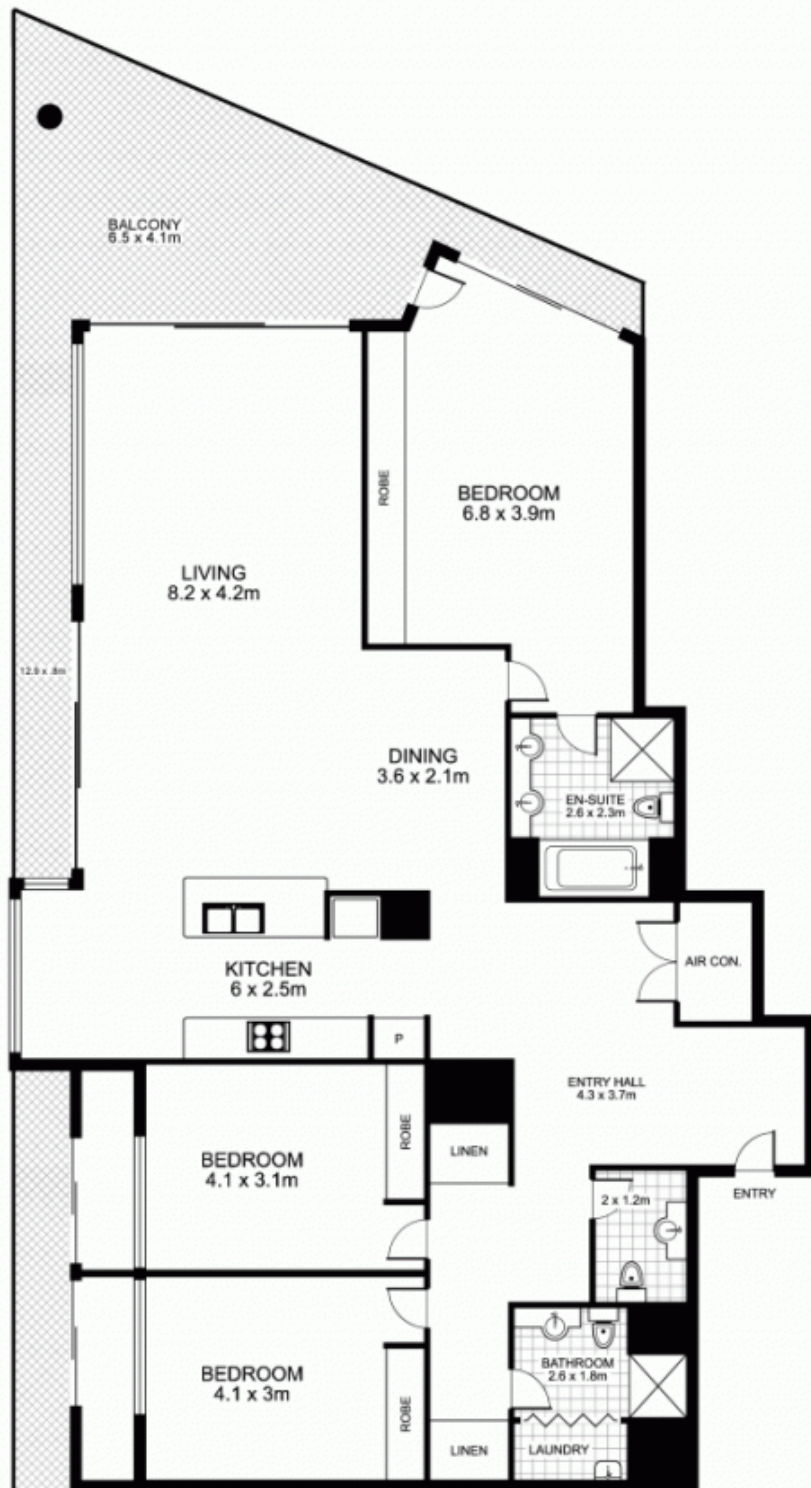 BALCONY
6.5 x 4.1m
ROBE
BEDROOM
6.8 x 3.9m
LIVING
8.2 x 4.2m
12.9 x .8m
DINING
3.6 x 2.1m
EN-SUITE
2.6 x 2.3m
KITCHEN
6 x 2.5m
AIR CON.
P
ENTRY HALL
4.3 x 3.7m
BEDROOM
4.1 x 3.1m
ROBE
LINEN
2 x 1.2m
ENTRY
BEDROOM
4.1 x 3m
ROBE
BATHROOM
2.6 x 1.8m
LINEN
LAUNDRY